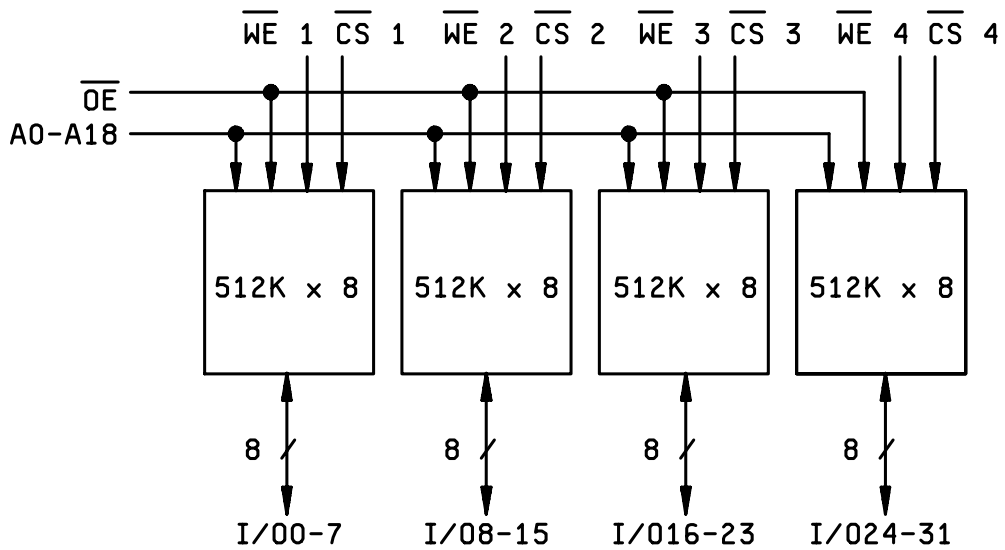 WE 1 CS 1 WE 2 CS 2 WE 3 CS 3 WE 4 CS 4
OE
A0-A18
512K x 8 512K x 8 512K x 8 512K x 8
8 8 8 8
I/O0-7 I/O8-15 I/O16-23 I/O24-31